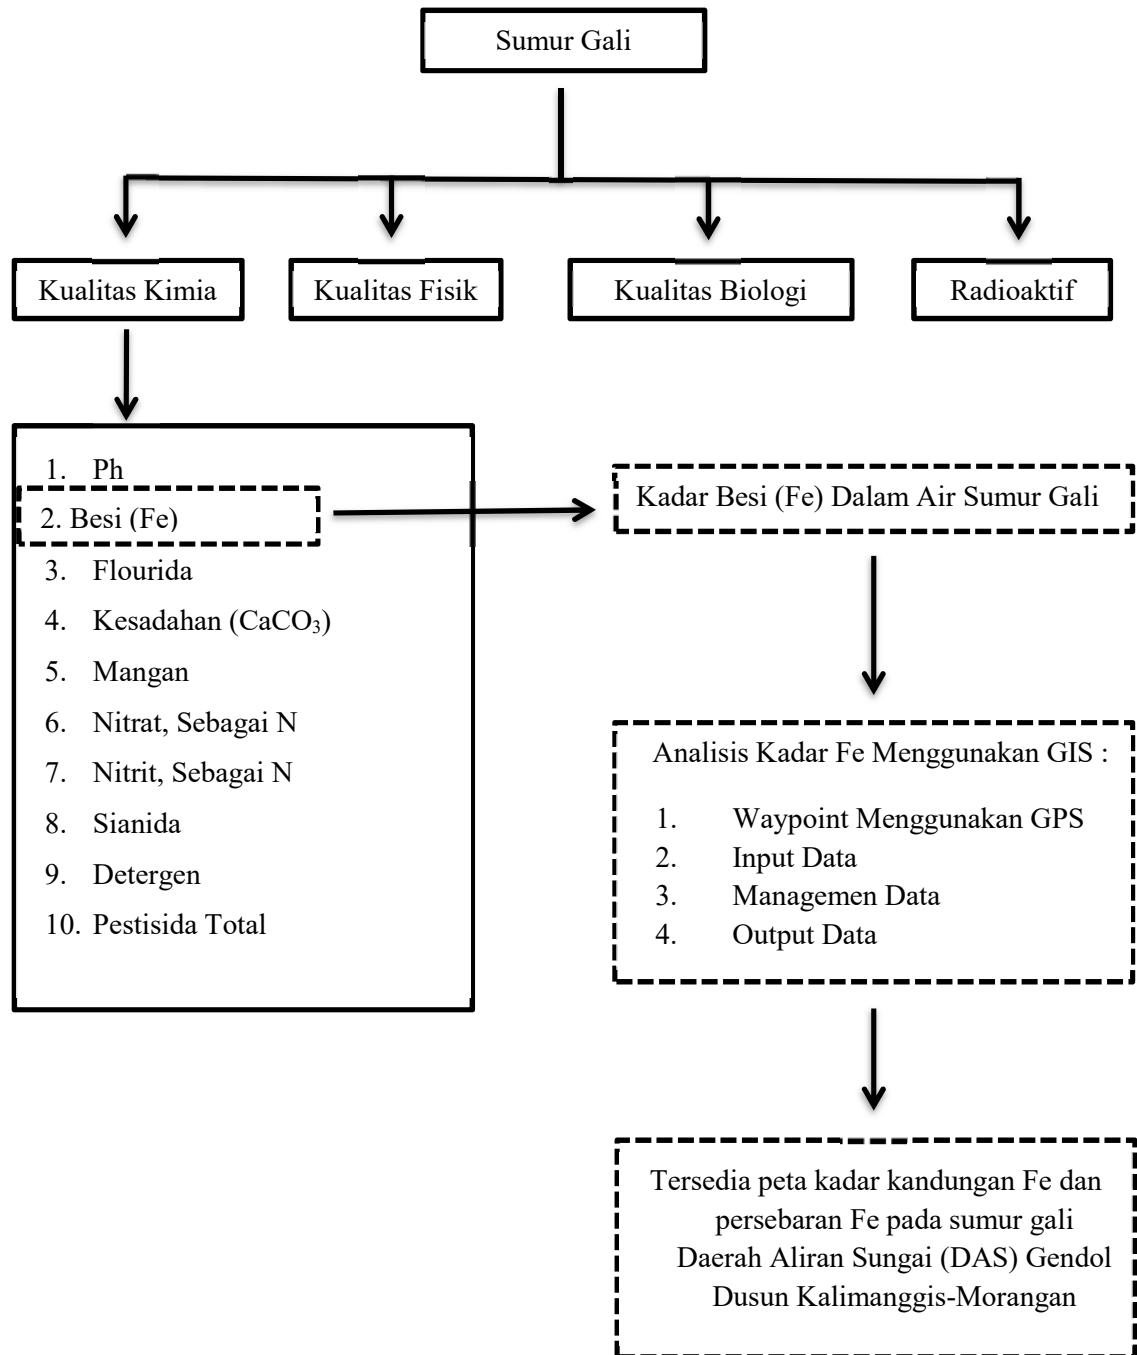 Sumur Gali
Kualitas Kimia
Kualitas Fisik
Kualitas Biologi
Radioaktif
1. Ph
2. Besi (Fe)
3. Flourida
4. Kesadahan (CaCO₃)
5. Mangan
6. Nitrat, Sebagai N
7. Nitrit, Sebagai N
8. Sianida
9. Detergen
10. Pestisida Total
Kadar Besi (Fe) Dalam Air Sumur Gali
Analisis Kadar Fe Menggunakan GIS :
1. Waypoint Menggunakan GPS
2. Input Data
3. Managemen Data
4. Output Data
Tersedia peta kadar kandungan Fe dan
persebaran Fe pada sumur gali
Daerah Aliran Sungai (DAS) Gendol
Dusun Kalimanggis-Morangan